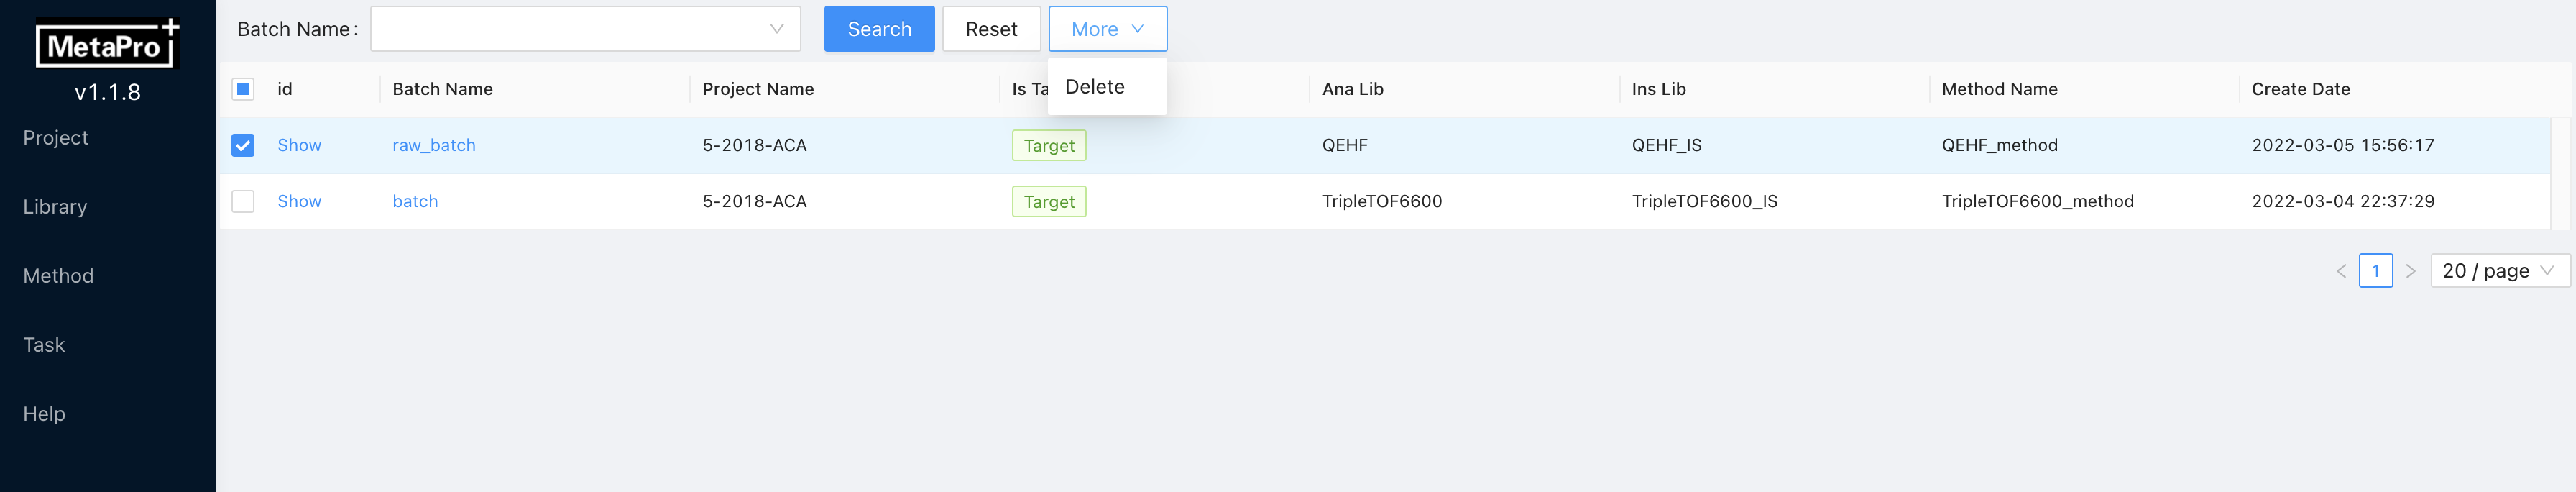 MetaPro+
v1.1.8
Project
Library
Method
Task
Help
Batch Name: Search Reset More
Delete
id Batch Name Project Name Is Ta Ana Lib Ins Lib Method Name Create Date
Show raw_batch 5-2018-ACA Target QEHF QEHF_IS QEHF_method 2022-03-05 15:56:17
Show batch 5-2018-ACA Target TripleTOF6600 TripleTOF6600_IS TripleTOF6600_method 2022-03-04 22:37:29
< 1 > 20 / page